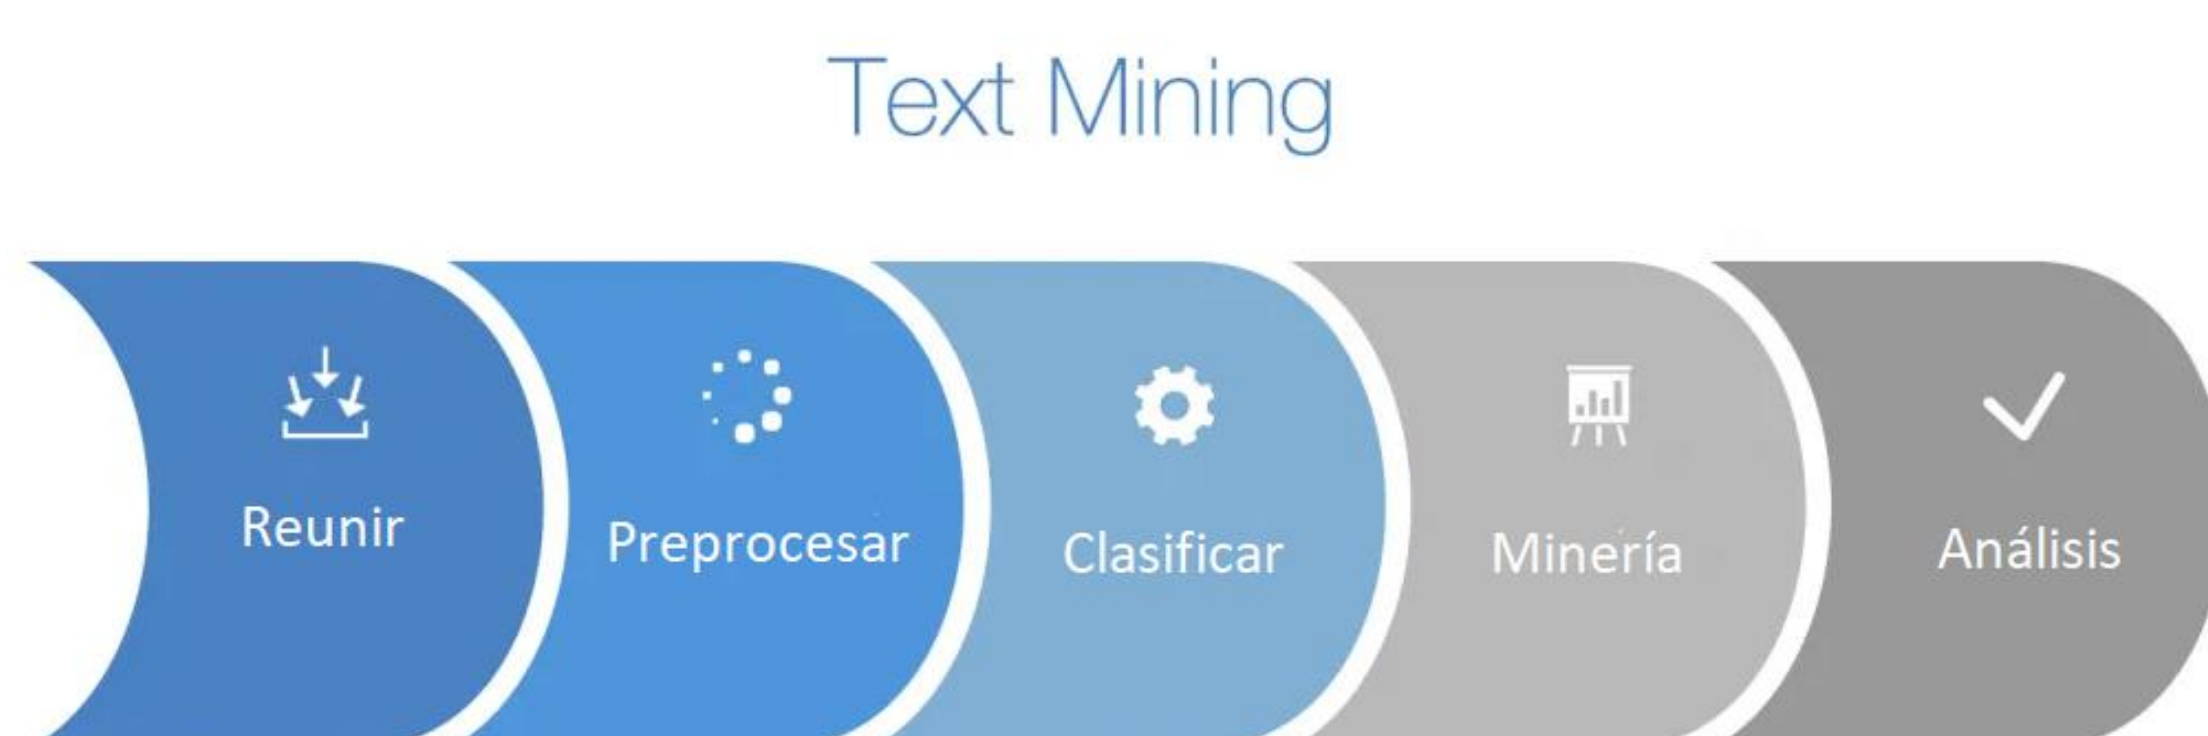 Text Mining
Reunir
Preprocesar
Clasificar
Minería
Análisis